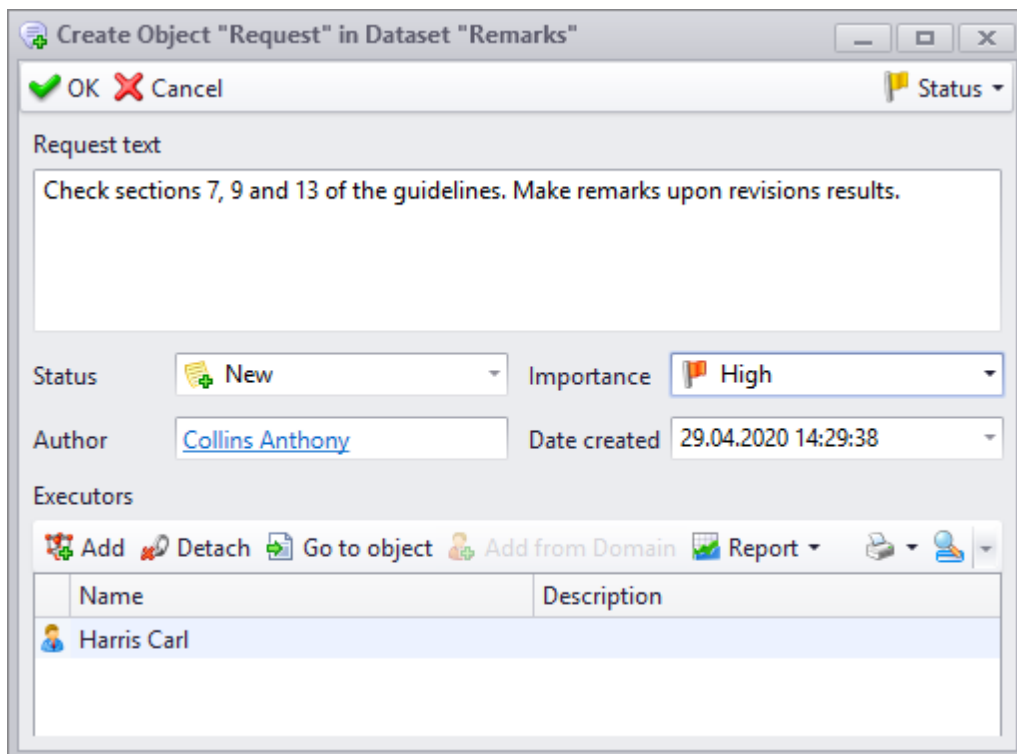 Create Object "Request" in Dataset "Remarks"
OK Cancel Status
Request text
Check sections 7, 9 and 13 of the guidelines. Make remarks upon revisions results.
Status New Importance High
Author Collins Anthony Date created 29.04.2020 14:29:38
Executors
Add Detach Go to object Add from Domain Report
Name Description
Harris Carl